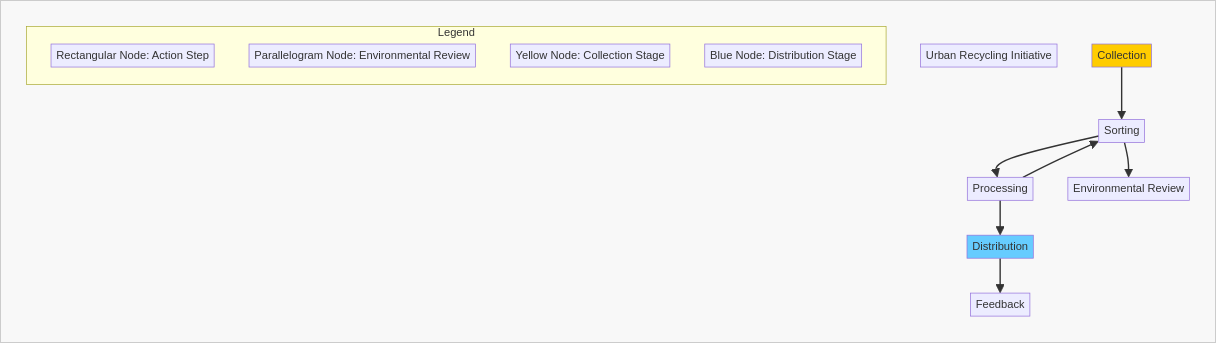 Legend
Rectangular Node: Action Step
Parallelogram Node: Environmental Review
Yellow Node: Collection Stage
Blue Node: Distribution Stage
Urban Recycling Initiative
Collection
Sorting
Processing
Environmental Review
Distribution
Feedback